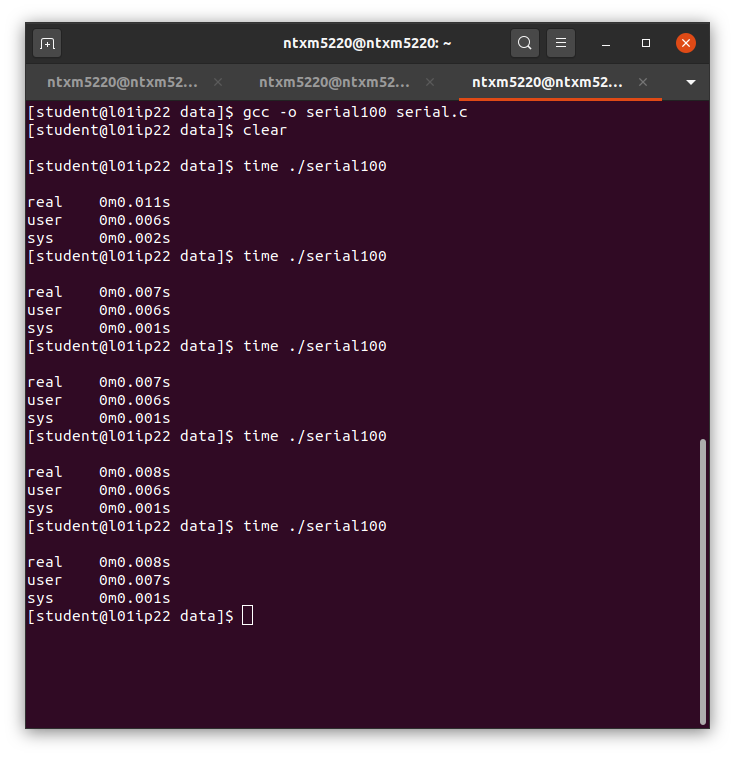 ntxm5220@ntxm5220: ~
ntxm5220@ntxm52... ntxm5220@ntxm52... ntxm5220@ntxm52...
[student@l01ip22 data]$ gcc -o serial100 serial.c
[student@l01ip22 data]$ clear
[student@l01ip22 data]$ time ./serial100
real 0m0.011s
user 0m0.006s
sys 0m0.002s
[student@l01ip22 data]$ time ./serial100
real 0m0.007s
user 0m0.006s
sys 0m0.001s
[student@l01ip22 data]$ time ./serial100
real 0m0.007s
user 0m0.006s
sys 0m0.001s
[student@l01ip22 data]$ time ./serial100
real 0m0.008s
user 0m0.006s
sys 0m0.001s
[student@l01ip22 data]$ time ./serial100
real 0m0.008s
user 0m0.007s
sys 0m0.001s
[student@l01ip22 data]$